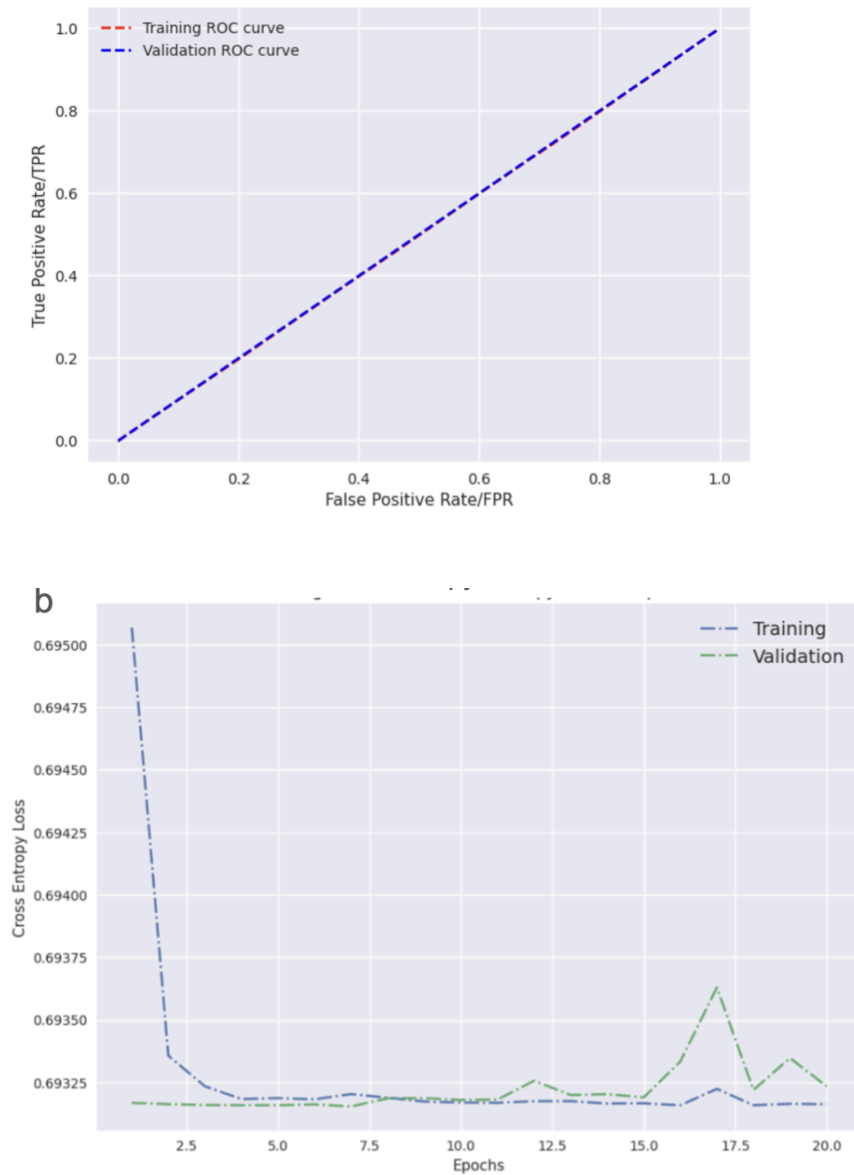 1.0
Training ROC curve
Validation ROC curve
0.8
0.6
0.4
0.2
0.0
True Positive Rate/TPR
0.0 0.2 0.4 0.6 0.8 1.0
False Positive Rate/FPR
b
Training
Validation
0.69500
0.69475
0.69450
0.69425
0.69400
0.69375
0.69350
0.69325
Cross Entropy Loss
2.5 5.0 7.5 10.0 12.5 15.0 17.5 20.0
Epochs